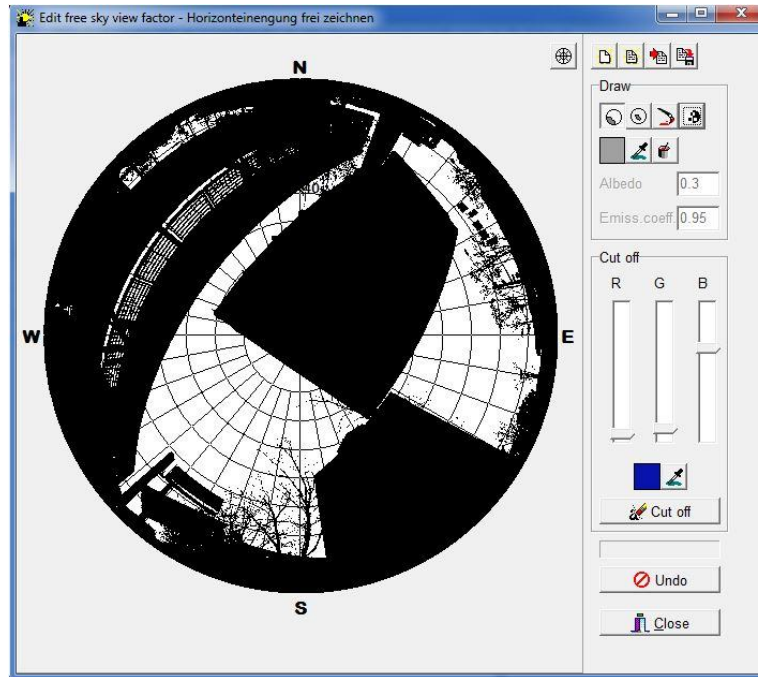 Edit free sky view factor - Horizonteinengung frei zeichnen
N
W
E
S
Draw
Albedo 0.3
Emiss.coeff. 0.95
Cut off
R G B
Cut off
Undo
Close